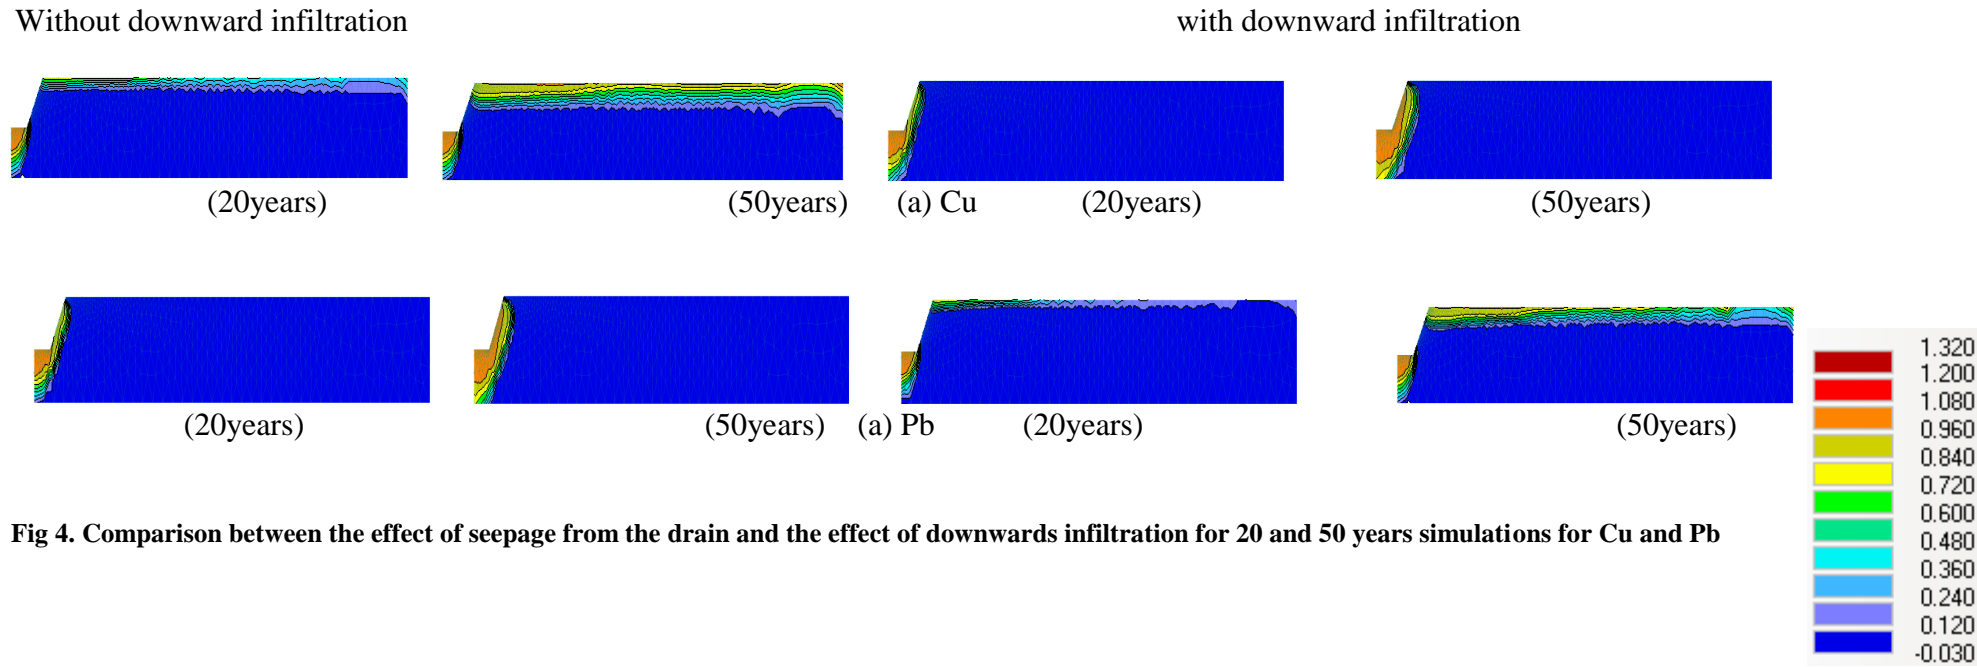 Without downward infiltration
with downward infiltration
(20years)
(50years)
(a) Cu
(20years)
(50years)
(20years)
(50years)
(a) Pb
(20years)
(50years)
1.320
1.200
1.080
0.960
0.840
0.720
0.600
0.480
0.360
0.240
0.120
-0.030
Fig 4. Comparison between the effect of seepage from the drain and the effect of downwards infiltration for 20 and 50 years simulations for Cu and Pb